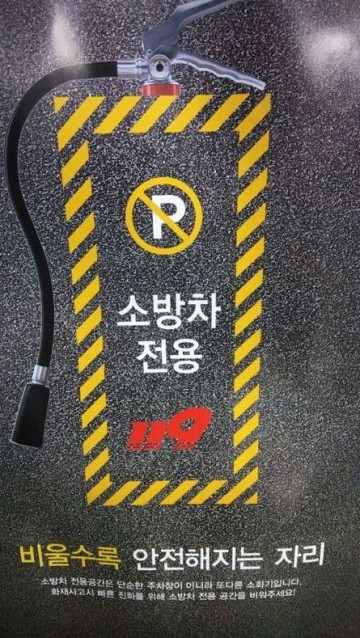 P
소방차
전용
119
비울수록 안전해지는 자리
소방차 전용공간은 단순한 주차장이 아니라 또다른 소화기입니다.
화재사고시 빠른 진화를 위해 소방차 전용 공간을 비워주세요!